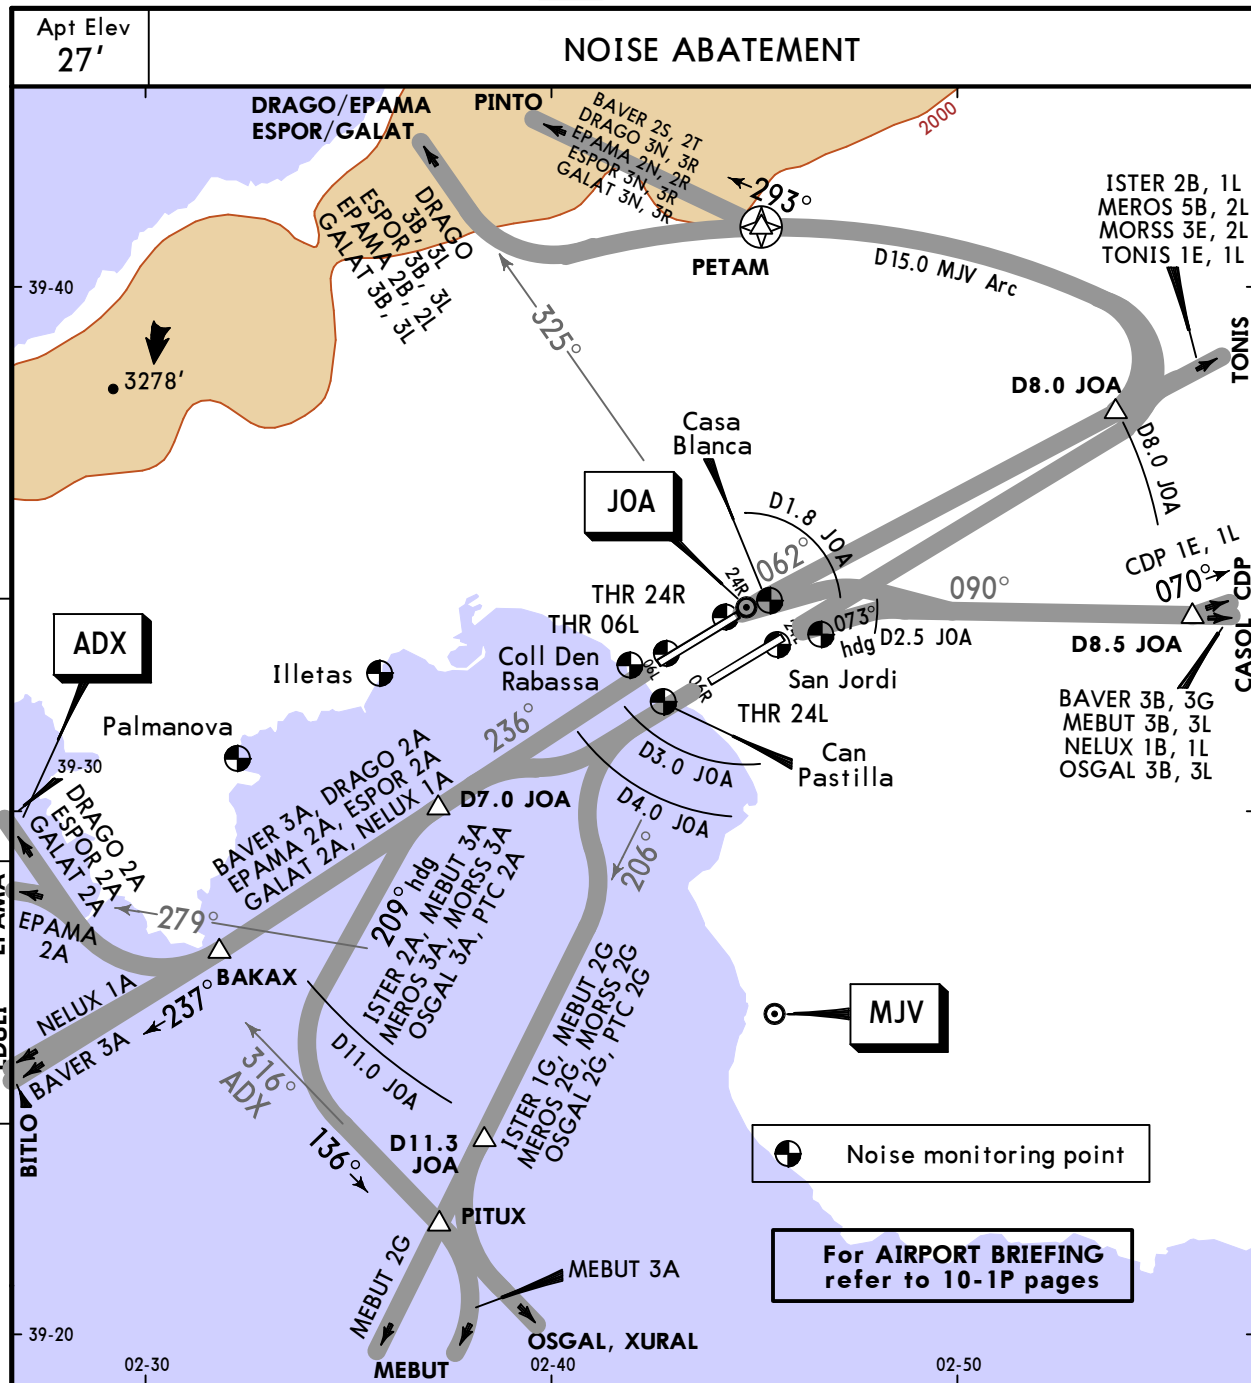 Apt Elev
27'
NOISE ABATEMENT
DRAGO/EPAMA
ESPOR/GALAT
PINTO
BAVER 2S, 2T
DRAGO 3N, 3R
EPAMA 2N, 2R
ESPOR 3N, 3R
GALAT 3N, 3R
293°
2000
ISTER 2B, 1L
MEROS 5B, 2L
MORSS 3E, 2L
TONIS 1E, 1L
DRAGO
3B, 3L
ESPOR 3B, 3L
EPAMA 2B, 2L
GALAT 3B, 3L
PETAM
D15.0 MJV Arc
39-40
325°
3278'
TONIS
D8.0 JOA
D8.0 JOA
Casa
Blanca
JOA
D1.8 JOA
062°
24R
CDP 1E, 1L
070°
CDP
090°
THR 24R
THR 06L
073°
hdg
D2.5 JOA
D8.5 JOA
CASOL
ADX
Illetas
Coll Den
Rabassa
06L
24L
06R
San Jordi
BAVER 3B, 3G
MEBUT 3B, 3L
NELUX 1B, 1L
OSGAL 3B, 3L
Palmanova
236°
THR 24L
Can
Pastilla
D3.0 JOA
D4.0 JOA
39-30
DRAGO 2A
ESPOR 2A
GALAT 2A
BAVER 3A, DRAGO 2A
EPAMA 2A, ESPOR 2A
GALAT 2A, NELUX 1A
D7.0 JOA
206°
EPAMA
EPAMA
2A
279°
209° hdg
ISTER 2A, MEBUT 3A
MEROS 3A, MORSS 3A
OSGAL 3A, PTC 2A
BAKAX
NELUX 1A
237°
BAVER 3A
BITLO
316°
ADX
D11.0 JOA
ISTER 1G, MEBUT 2G
MEROS 2G, MORSS 2G
OSGAL 2G, PTC 2G
MJV
136°
D11.3
JOA
Noise monitoring point
PITUX
MEBUT 2G
MEBUT 3A
For AIRPORT BRIEFING
refer to 10-1P pages
39-20
OSGAL, XURAL
MEBUT
02-30
02-40
02-50